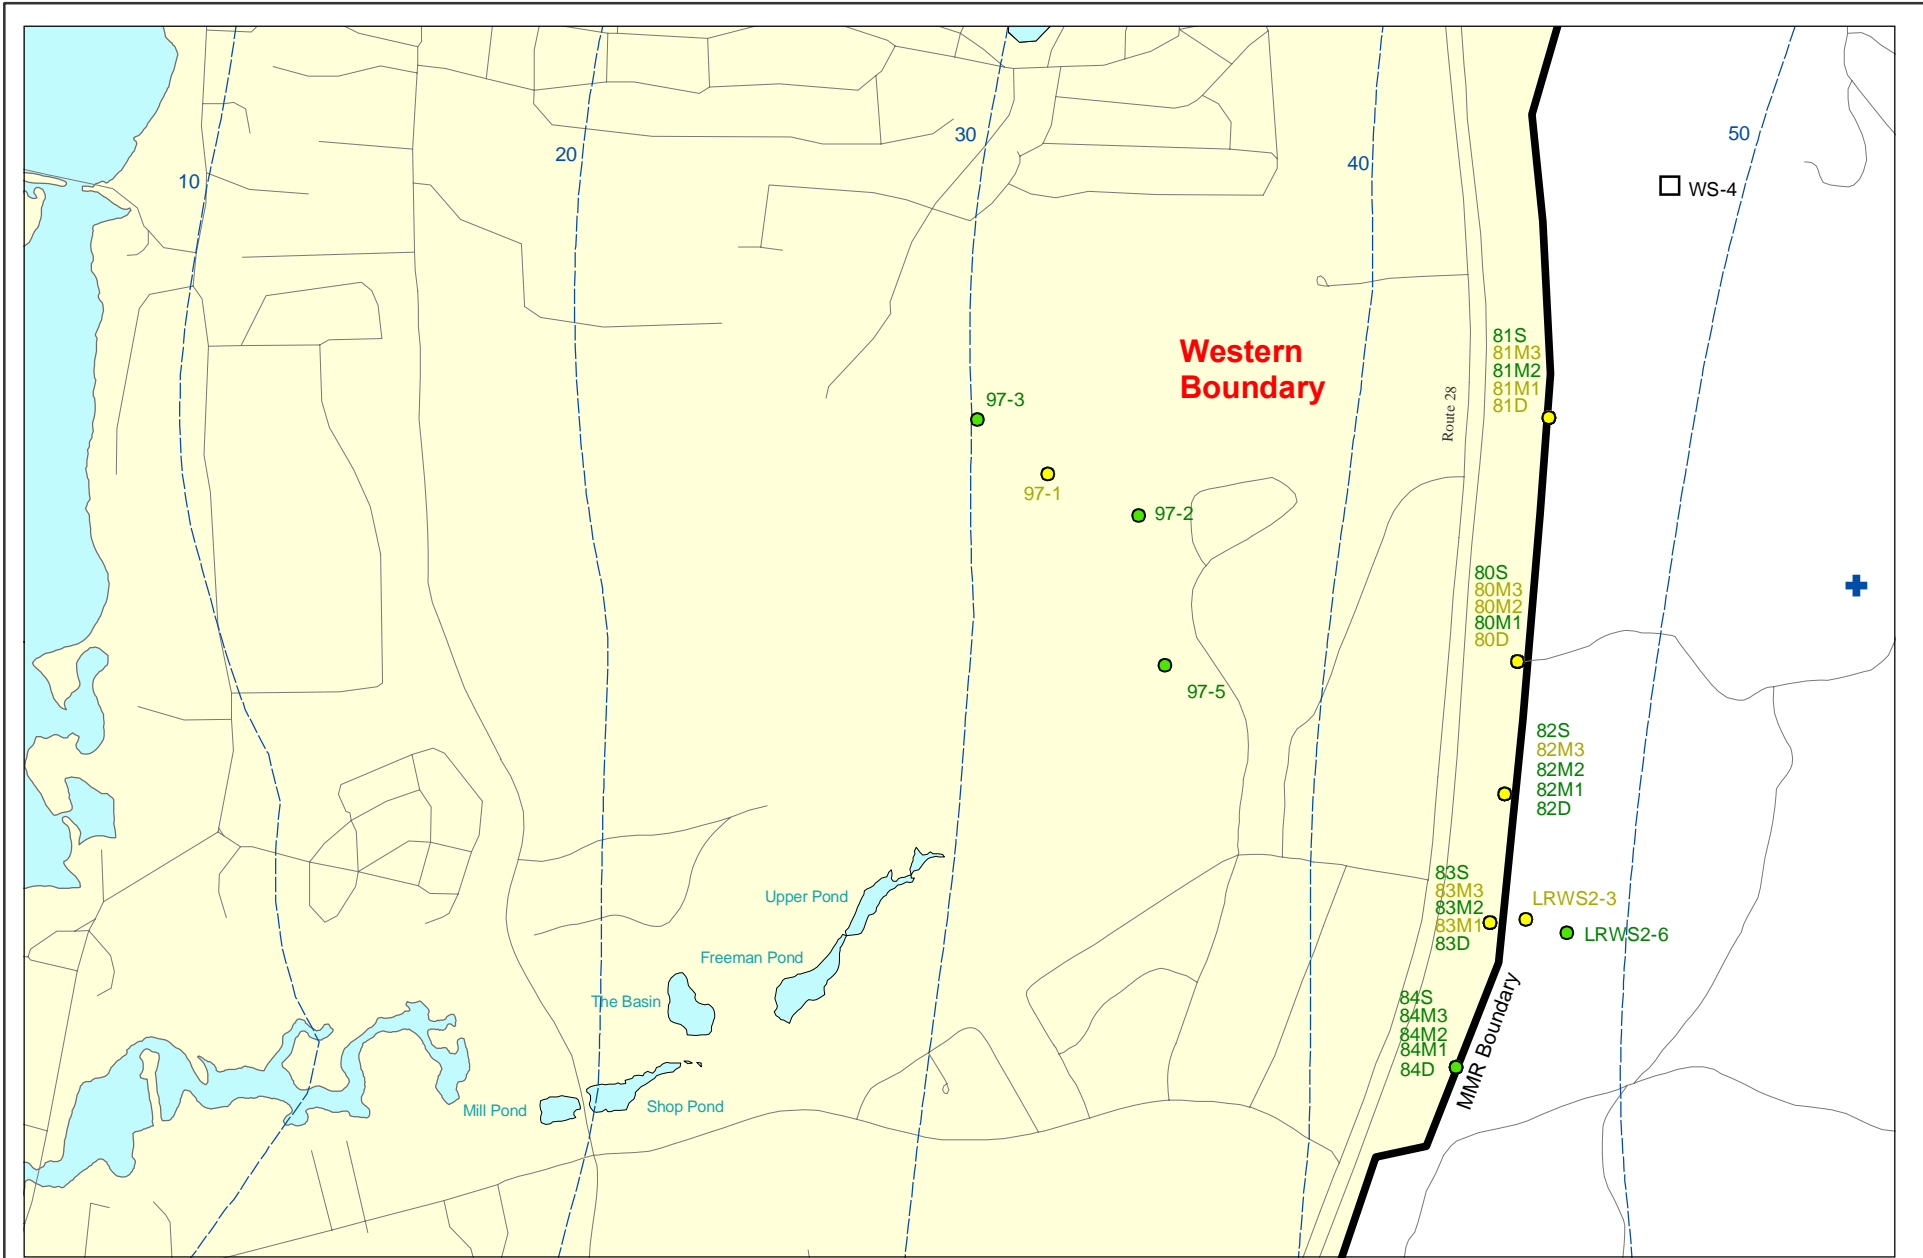 10
20
30
40
50
WS-4
Western
Boundary
Route 28
81S
81M3
81M2
81M1
81D
97-3
97-1
97-2
80S
80M3
80M2
80M1
80D
97-5
82S
82M3
82M2
82M1
82D
83S
83M3
83M2
83M1
83D
LRWS2-3
LRWS2-6
Upper Pond
Freeman Pond
The Basin
84S
84M3
84M2
84M1
84D
MMR Boundary
Mill Pond
Shop Pond